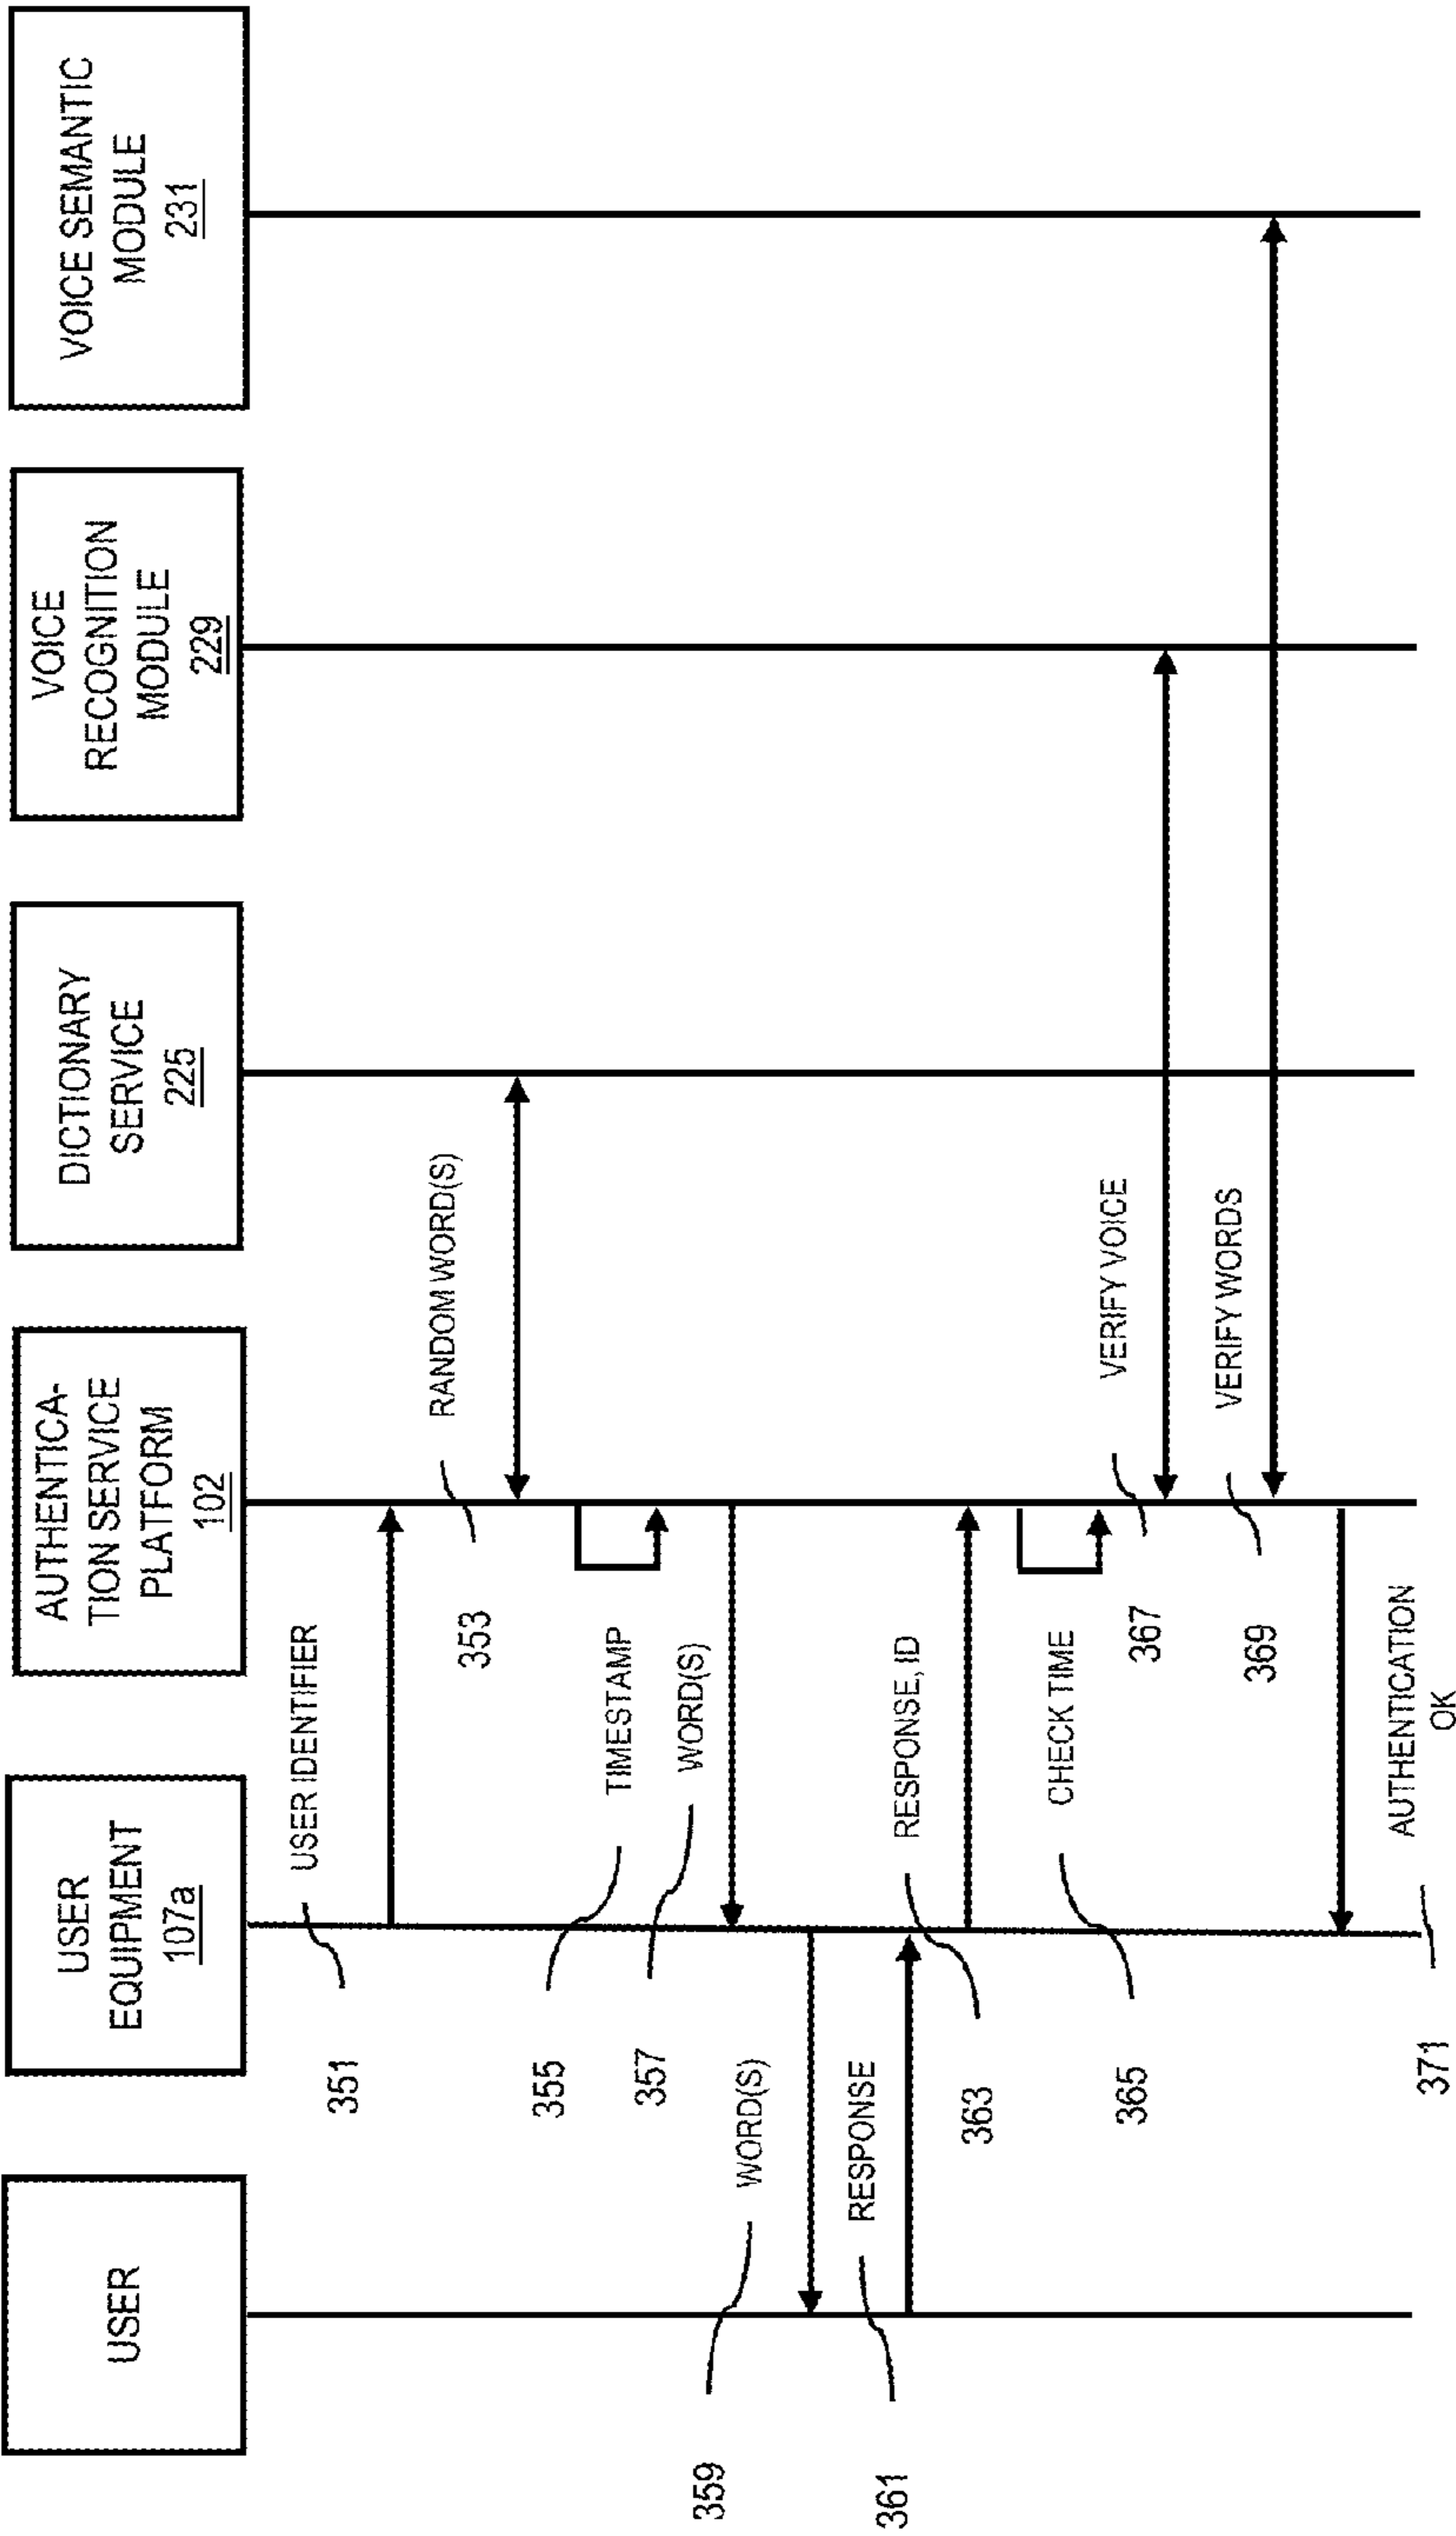 USER
USER
EQUIPMENT
107a
AUTHENTICA-
TION SERVICE
PLATFORM
102
DICTIONARY
SERVICE
225
VOICE
RECOGNITION
MODULE
229
VOICE SEMANTIC
MODULE
231
USER IDENTIFIER
351
RANDOM WORD(S)
353
TIMESTAMP
355
WORD(S)
357
WORD(S)
359
RESPONSE
361
RESPONSE, ID
363
CHECK TIME
365
VERIFY VOICE
367
VERIFY WORDS
369
AUTHENTICATION
OK
371